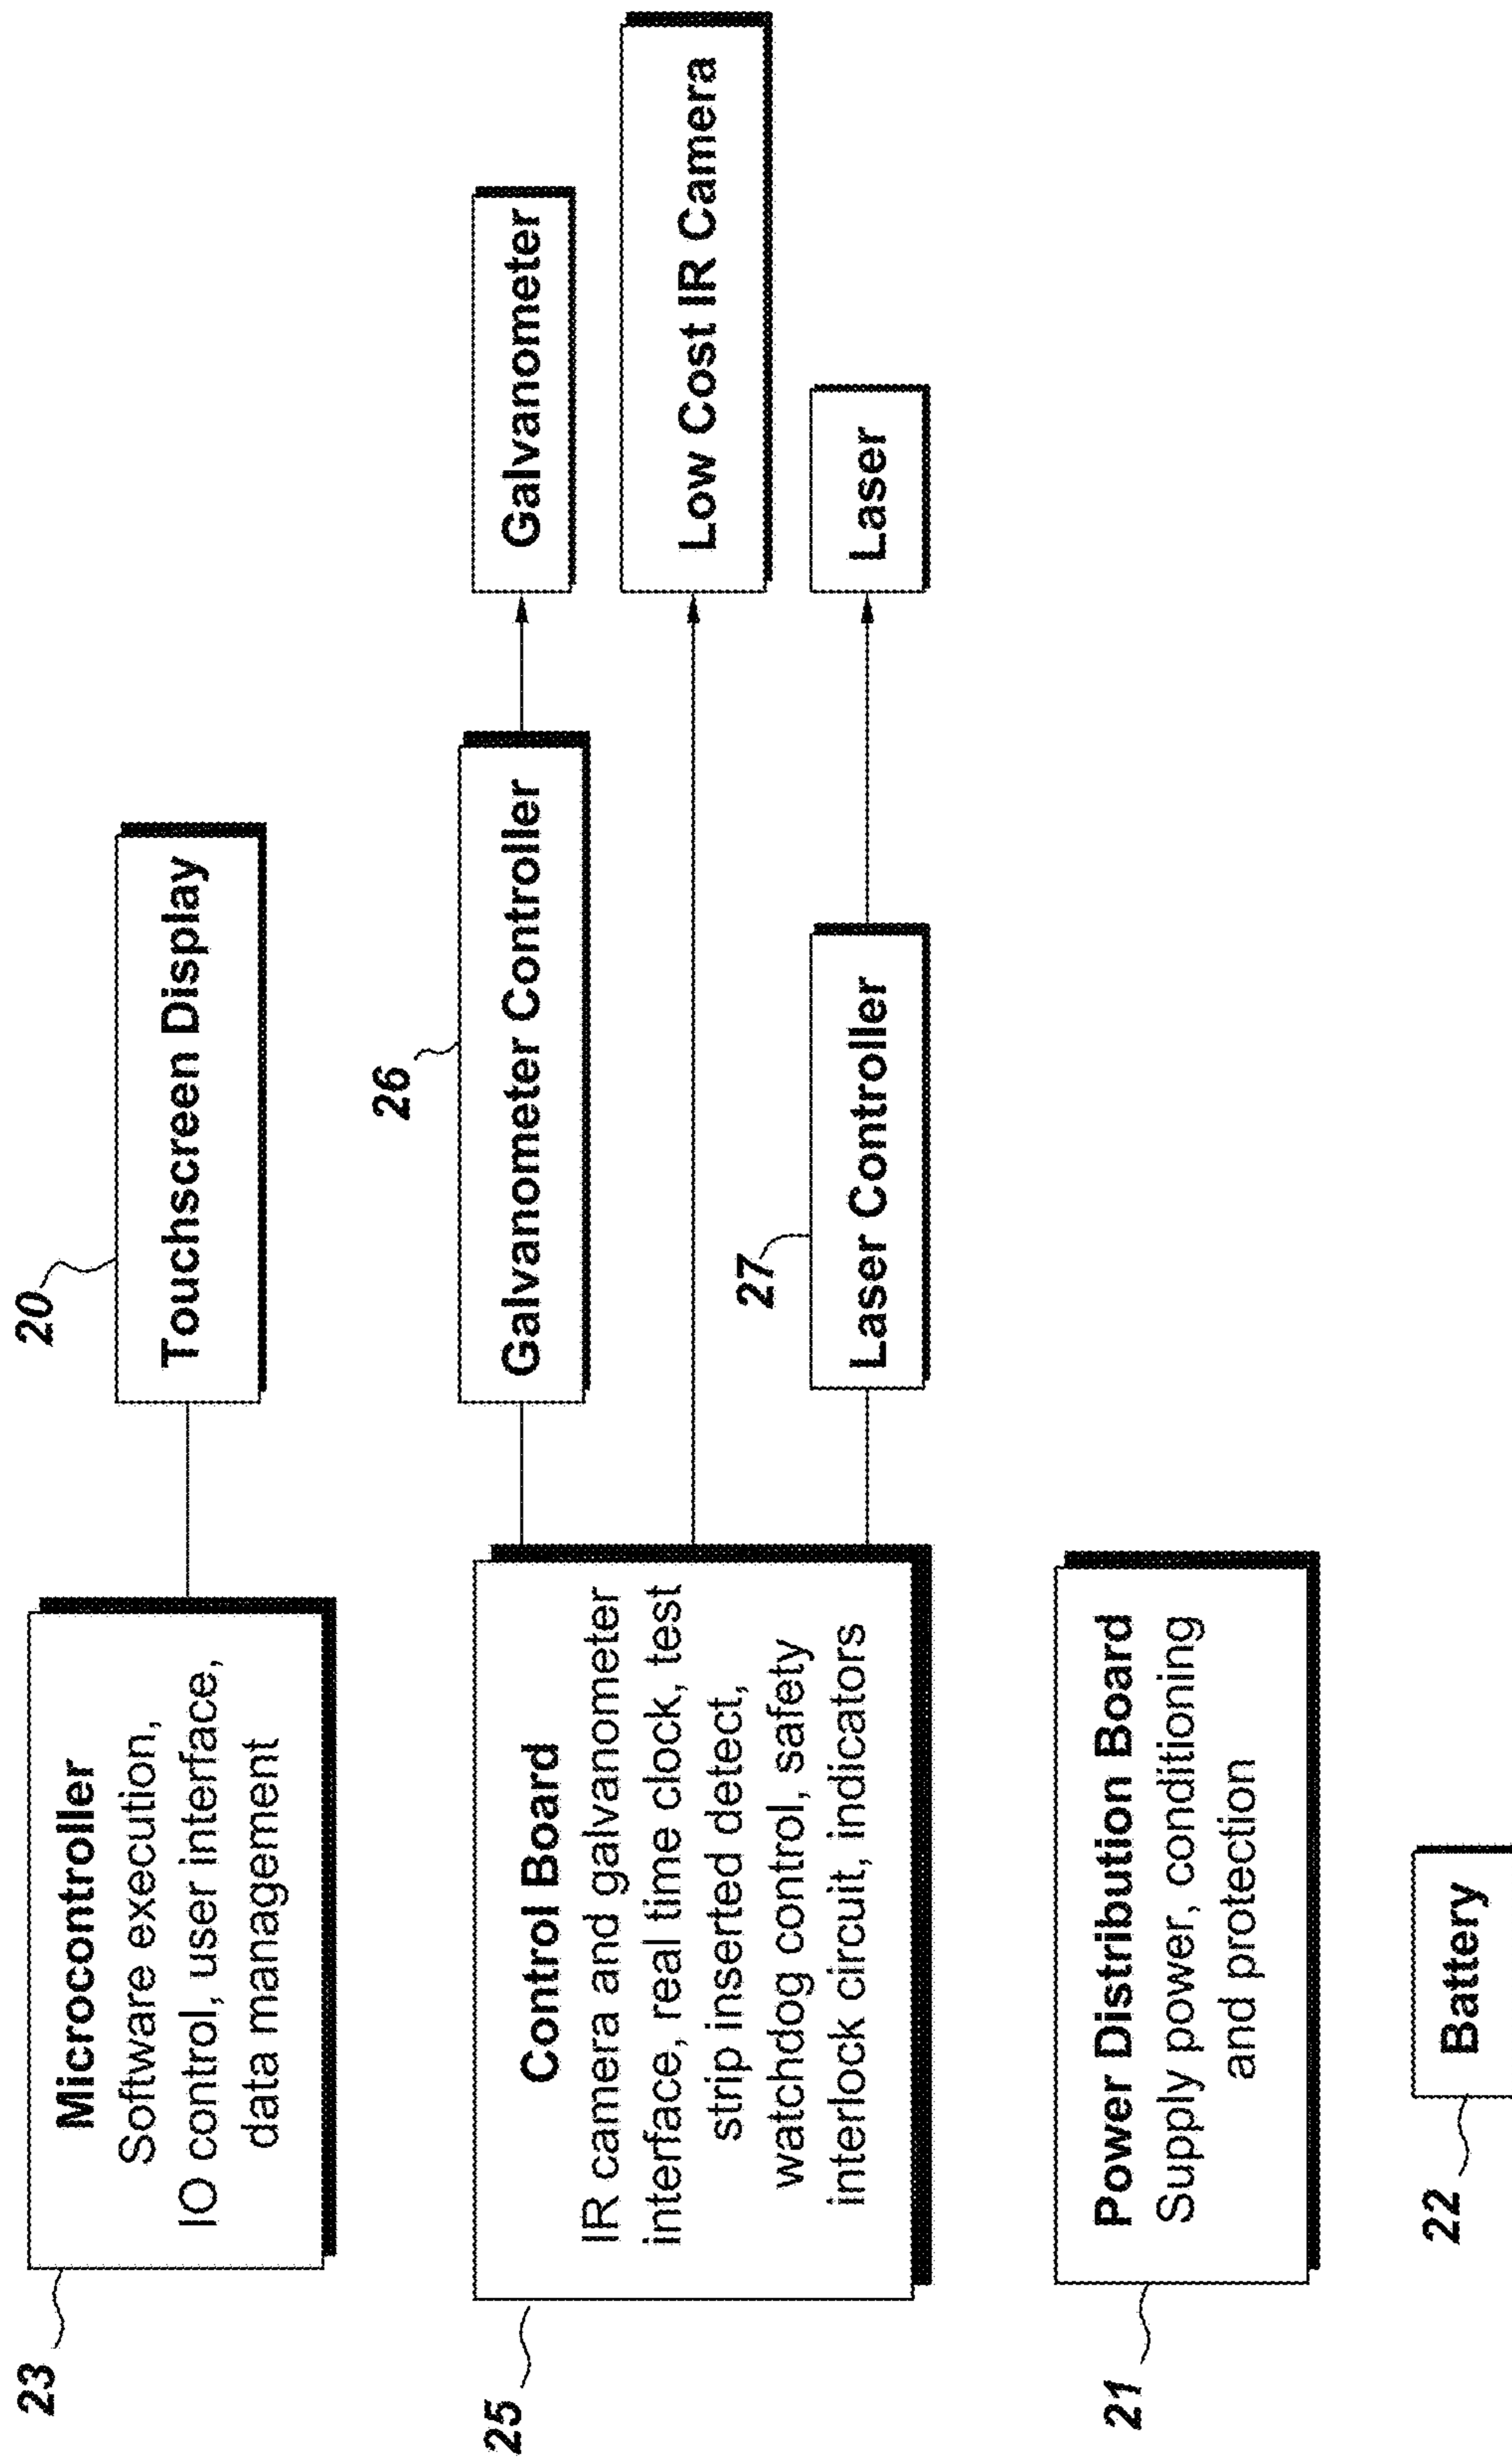 23
Microcontroller
Software execution,
IO control, user interface,
data management
20
Touchscreen Display
25
Control Board
IR camera and galvanometer
interface, real time clock, test
strip inserted detect,
watchdog control, safety
interlock circuit, indicators
26
Galvanometer Controller
Galvanometer
Low Cost IR Camera
27
Laser Controller
Laser
21
Power Distribution Board
Supply power, conditioning
and protection
22
Battery